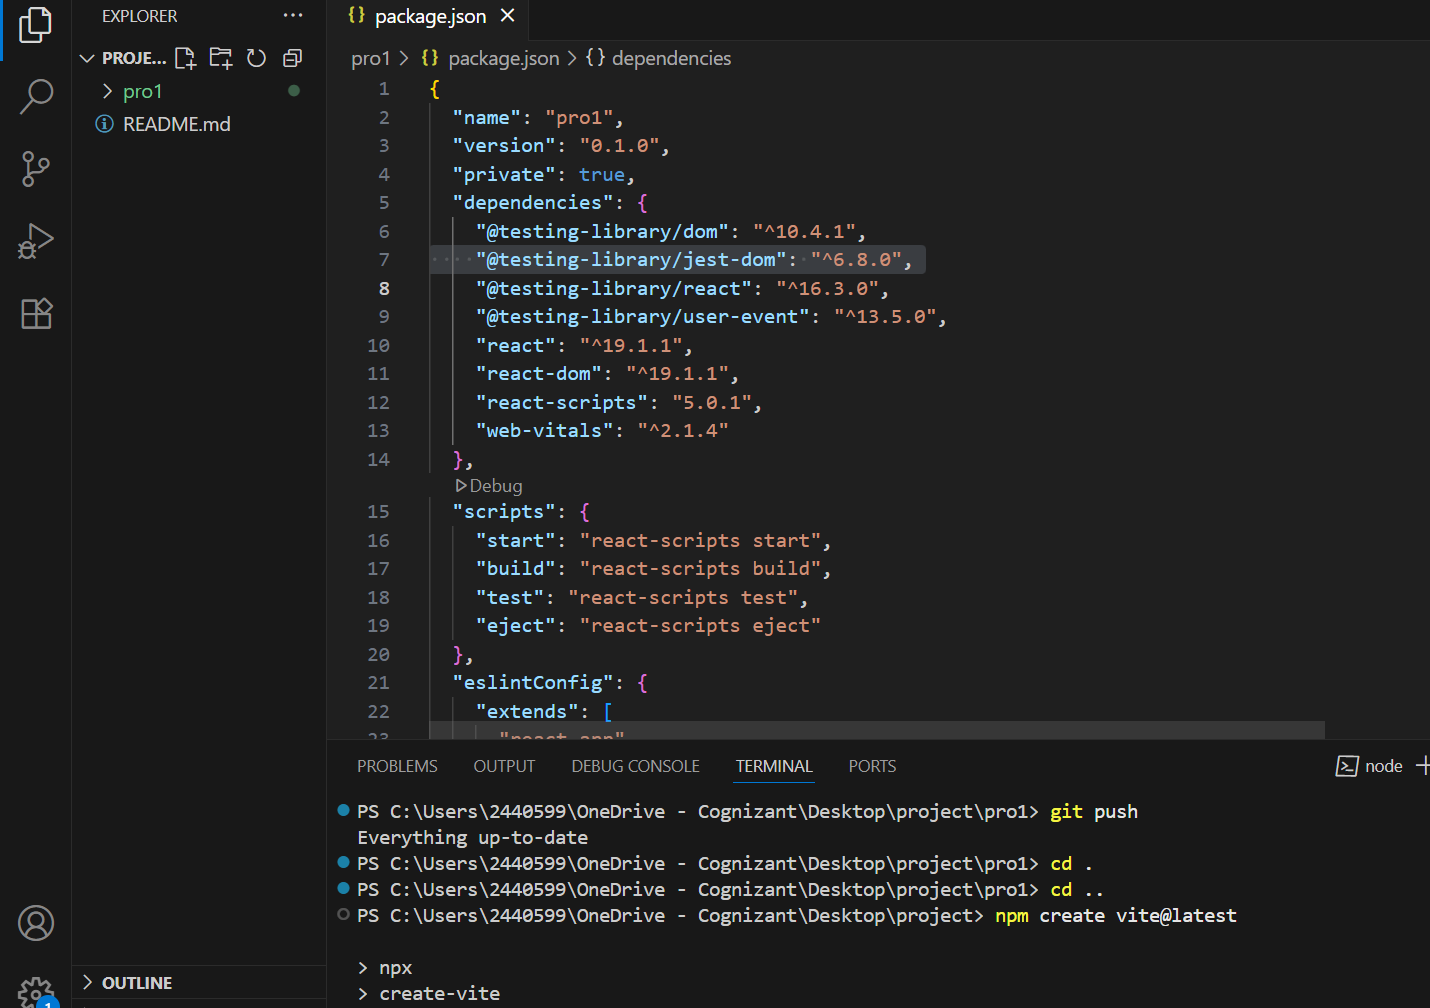 EXPLORER
PROJE...
pro1
README.md
OUTLINE
1
package.json
pro1 > {} package.json > {} dependencies
1 {
2 "name": "pro1",
3 "version": "0.1.0",
4 "private": true,
5 "dependencies": {
6 "@testing-library/dom": "^10.4.1",
7 "@testing-library/jest-dom": "^6.8.0",
8 "@testing-library/react": "^16.3.0",
9 "@testing-library/user-event": "^13.5.0",
10 "react": "^19.1.1",
11 "react-dom": "^19.1.1",
12 "react-scripts": "5.0.1",
13 "web-vitals": "^2.1.4"
14 },
Debug
15 "scripts": {
16 "start": "react-scripts start",
17 "build": "react-scripts build",
18 "test": "react-scripts test",
19 "eject": "react-scripts eject"
20 },
21 "eslintConfig": {
22 "extends": [
23 "react-app"
PROBLEMS OUTPUT DEBUG CONSOLE TERMINAL PORTS node
PS C:\Users\2440599\OneDrive - Cognizant\Desktop\project\pro1> git push
Everything up-to-date
PS C:\Users\2440599\OneDrive - Cognizant\Desktop\project\pro1> cd .
PS C:\Users\2440599\OneDrive - Cognizant\Desktop\project\pro1> cd ..
PS C:\Users\2440599\OneDrive - Cognizant\Desktop\project> npm create vite@latest
> npx
> create-vite